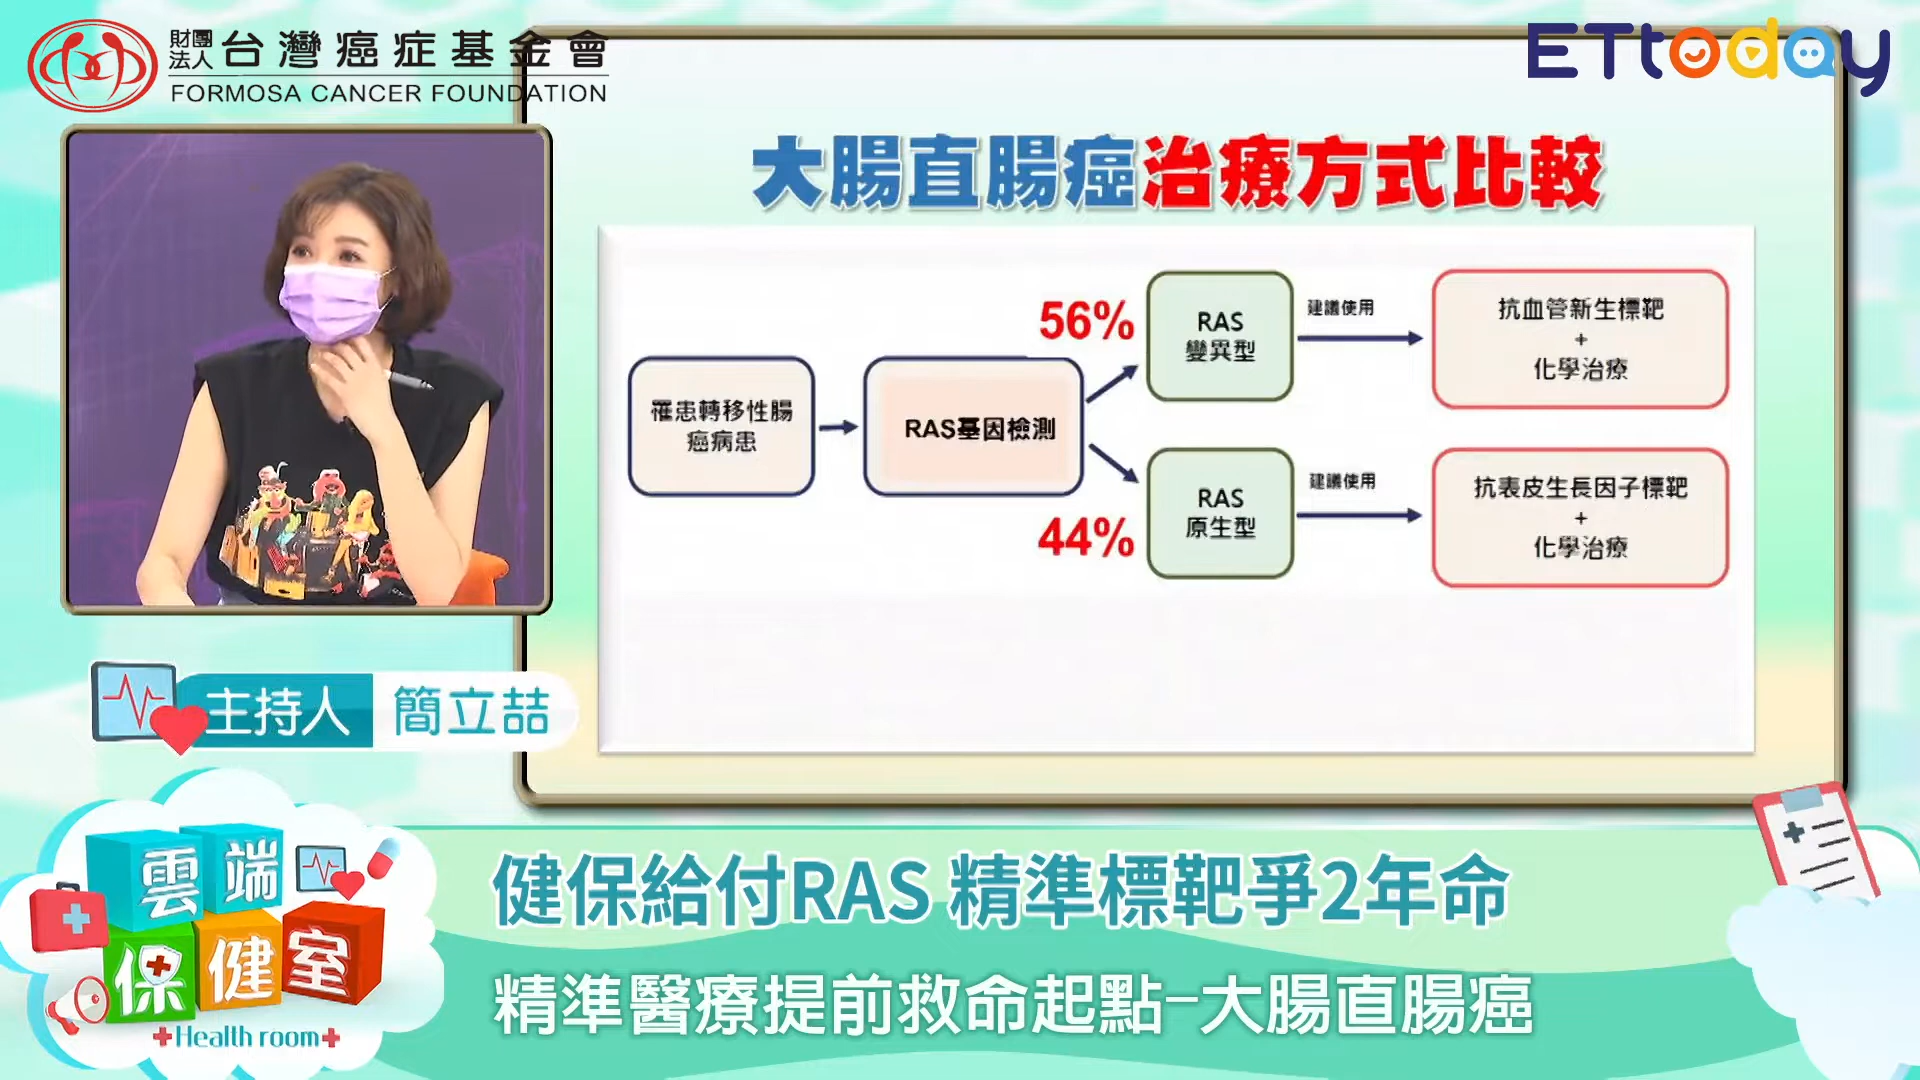 財團法人 台灣癌症基金會
FORMOSA CANCER FOUNDATION
ETtoday
大腸直腸癌治療方式比較
罹患轉移性腸
癌病患
RAS基因檢測
56%
RAS
變異型
建議使用
抗血管新生標靶
+
化學治療
44%
RAS
原生型
建議使用
抗表皮生長因子標靶
+
化學治療
主持人 簡立喆
雲端
保健室
Health room
健保給付RAS 精準標靶爭2年命
精準醫療提前救命起點-大腸直腸癌